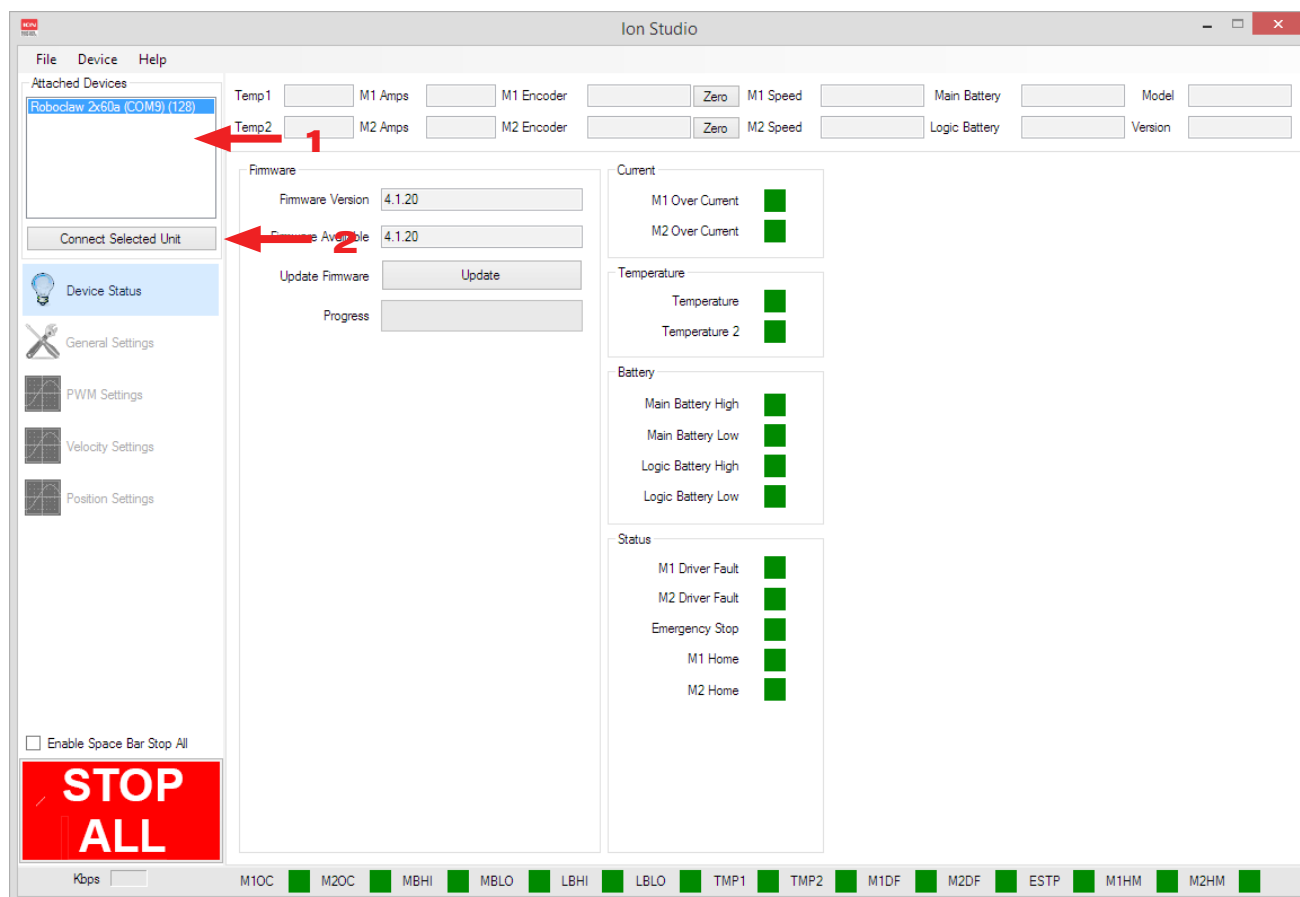 ION
Ion Studio
File Device Help
Attached Devices
Roboclaw 2x60a (COM9) (128)
Connect Selected Unit
Device Status
General Settings
PWM Settings
Velocity Settings
Position Settings
Enable Space Bar Stop All
STOP
ALL
Kbps
Temp1 M1 Amps M1 Encoder Zero M1 Speed Main Battery Model
Temp2 M2 Amps M2 Encoder Zero M2 Speed Logic Battery Version
1
2
Firmware
Firmware Version 4.1.20
Firmware Available 4.1.20
Update Firmware Update
Progress
Current
M1 Over Current
M2 Over Current
Temperature
Temperature
Temperature 2
Battery
Main Battery High
Main Battery Low
Logic Battery High
Logic Battery Low
Status
M1 Driver Fault
M2 Driver Fault
Emergency Stop
M1 Home
M2 Home
M1OC M2OC MBHI MBLO LBHI LBLO TMP1 TMP2 M1DF M2DF ESTP M1HM M2HM